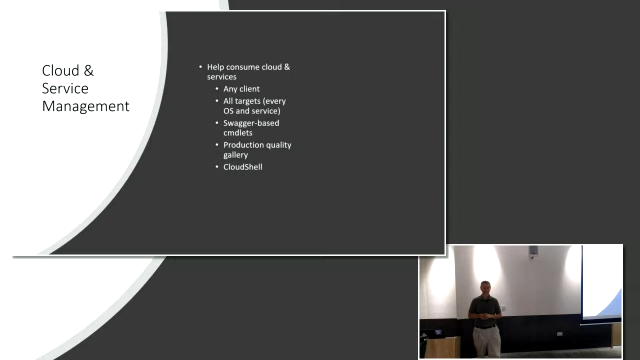 Cloud &
Service
Management
• Help consume cloud &
services
• Any client
• All targets (every
OS and service)
• Swagger-based
cmdlets
• Production quality
gallery
• CloudShell